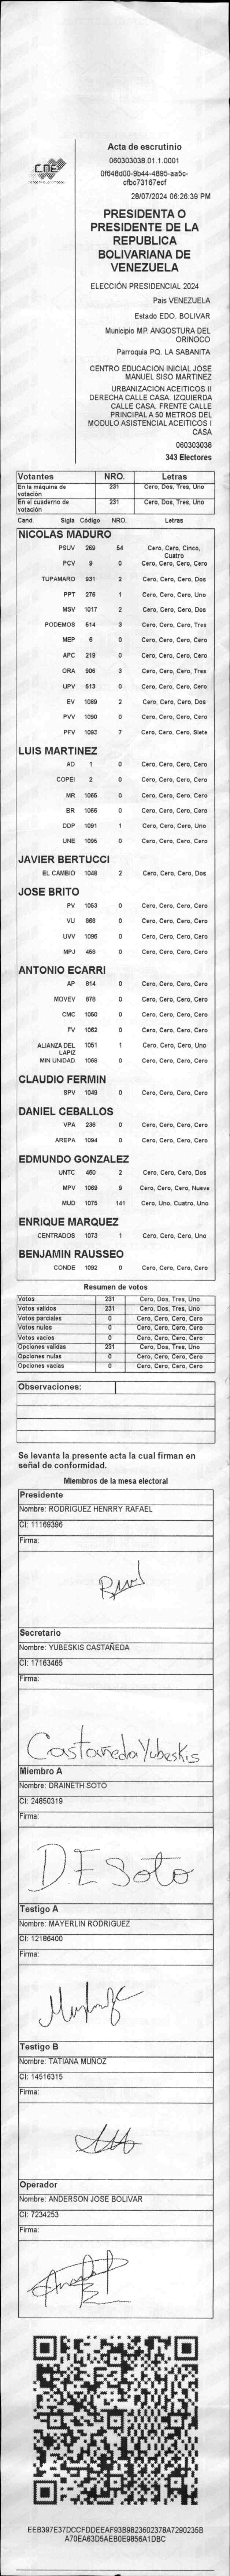 CNE
Acta de escrutinio
060303038.01.1.0001
0f648d00-9b44-4895-aa5c-
cfbc73167ecf
28/07/2024 06:26:39 PM
PRESIDENTA O
PRESIDENTE DE LA
REPUBLICA
BOLIVARIANA DE
VENEZUELA
ELECCIÓN PRESIDENCIAL 2024
Pais VENEZUELA
Estado EDO. BOLIVAR
Municipio MP. ANGOSTURA DEL
ORINOCO
Parroquia PQ. LA SABANITA
CENTRO EDUCACION INICIAL JOSE
MANUEL SISO MARTINEZ
URBANIZACION ACEITICOS II
DERECHA CALLE CASA. IZQUIERDA
CALLE CASA. FRENTE CALLE
PRINCIPAL A 50 METROS DEL
MODULO ASISTENCIAL ACEITICOS I
CASA
060303038
343 Electores
Votantes NRO. Letras
En la máquina de votación 231 Cero, Dos, Tres, Uno
En el cuaderno de votación 231 Cero, Dos, Tres, Uno
Cand. Sigla Código NRO. Letras
NICOLAS MADURO
PSUV 269 54 Cero, Cero, Cinco, Cuatro
PCV 9 0 Cero, Cero, Cero, Cero
TUPAMARO 931 2 Cero, Cero, Cero, Dos
PPT 276 1 Cero, Cero, Cero, Uno
MSV 1017 2 Cero, Cero, Cero, Dos
PODEMOS 514 3 Cero, Cero, Cero, Tres
MEP 6 0 Cero, Cero, Cero, Cero
APC 219 0 Cero, Cero, Cero, Cero
ORA 906 3 Cero, Cero, Cero, Tres
UPV 513 0 Cero, Cero, Cero, Cero
EV 1089 2 Cero, Cero, Cero, Dos
PVV 1090 0 Cero, Cero, Cero, Cero
PFV 1093 7 Cero, Cero, Cero, Siete
LUIS MARTINEZ
AD 1 0 Cero, Cero, Cero, Cero
COPEI 2 0 Cero, Cero, Cero, Cero
MR 1065 0 Cero, Cero, Cero, Cero
BR 1066 0 Cero, Cero, Cero, Cero
DDP 1091 1 Cero, Cero, Cero, Uno
UNE 1095 0 Cero, Cero, Cero, Cero
JAVIER BERTUCCI
EL CAMBIO 1048 2 Cero, Cero, Cero, Dos
JOSE BRITO
PV 1053 0 Cero, Cero, Cero, Cero
VU 868 0 Cero, Cero, Cero, Cero
UVV 1096 0 Cero, Cero, Cero, Cero
MPJ 458 0 Cero, Cero, Cero, Cero
ANTONIO ECARRI
AP 814 0 Cero, Cero, Cero, Cero
MOVEV 878 0 Cero, Cero, Cero, Cero
CMC 1050 0 Cero, Cero, Cero, Cero
FV 1062 0 Cero, Cero, Cero, Cero
ALIANZA DEL LAPIZ 1051 1 Cero, Cero, Cero, Uno
MIN UNIDAD 1058 0 Cero, Cero, Cero, Cero
CLAUDIO FERMIN
SPV 1049 0 Cero, Cero, Cero, Cero
DANIEL CEBALLOS
VPA 236 0 Cero, Cero, Cero, Cero
AREPA 1094 0 Cero, Cero, Cero, Cero
EDMUNDO GONZALEZ
UNTC 460 2 Cero, Cero, Cero, Dos
MPV 1069 9 Cero, Cero, Cero, Nueve
MUD 1075 141 Cero, Uno, Cuatro, Uno
ENRIQUE MARQUEZ
CENTRADOS 1073 1 Cero, Cero, Cero, Uno
BENJAMIN RAUSSEO
CONDE 1092 0 Cero, Cero, Cero, Cero
Resumen de votos
Votos 231 Cero, Dos, Tres, Uno
Votos validos 231 Cero, Dos, Tres, Uno
Votos parciales 0 Cero, Cero, Cero, Cero
Votos nulos 0 Cero, Cero, Cero, Cero
Votos vacios 0 Cero, Cero, Cero, Cero
Opciones validas 231 Cero, Dos, Tres, Uno
Opciones nulas 0 Cero, Cero, Cero, Cero
Opciones vacias 0 Cero, Cero, Cero, Cero
Observaciones:
Se levanta la presente acta la cual firman en
señal de conformidad.
Miembros de la mesa electoral
Presidente
Nombre: RODRIGUEZ HENRRY RAFAEL
CI: 11169396
Firma:
Secretario
Nombre: YUBESKIS CASTAÑEDA
CI: 17163465
Firma:
Castañeda Yubeskis
Miembro A
Nombre: DRAINETH SOTO
CI: 24850319
Firma:
DE Soto
Testigo A
Nombre: MAYERLIN RODRIGUEZ
CI: 12186400
Firma:
Testigo B
Nombre: TATIANA MUÑOZ
CI: 14516315
Firma:
Operador
Nombre: ANDERSON JOSE BOLIVAR
CI: 7234253
Firma:
EEB397E37DCCFDDEEAF93B9823602378A7290235B
A70EA63D5AEB0E9856A1DBC